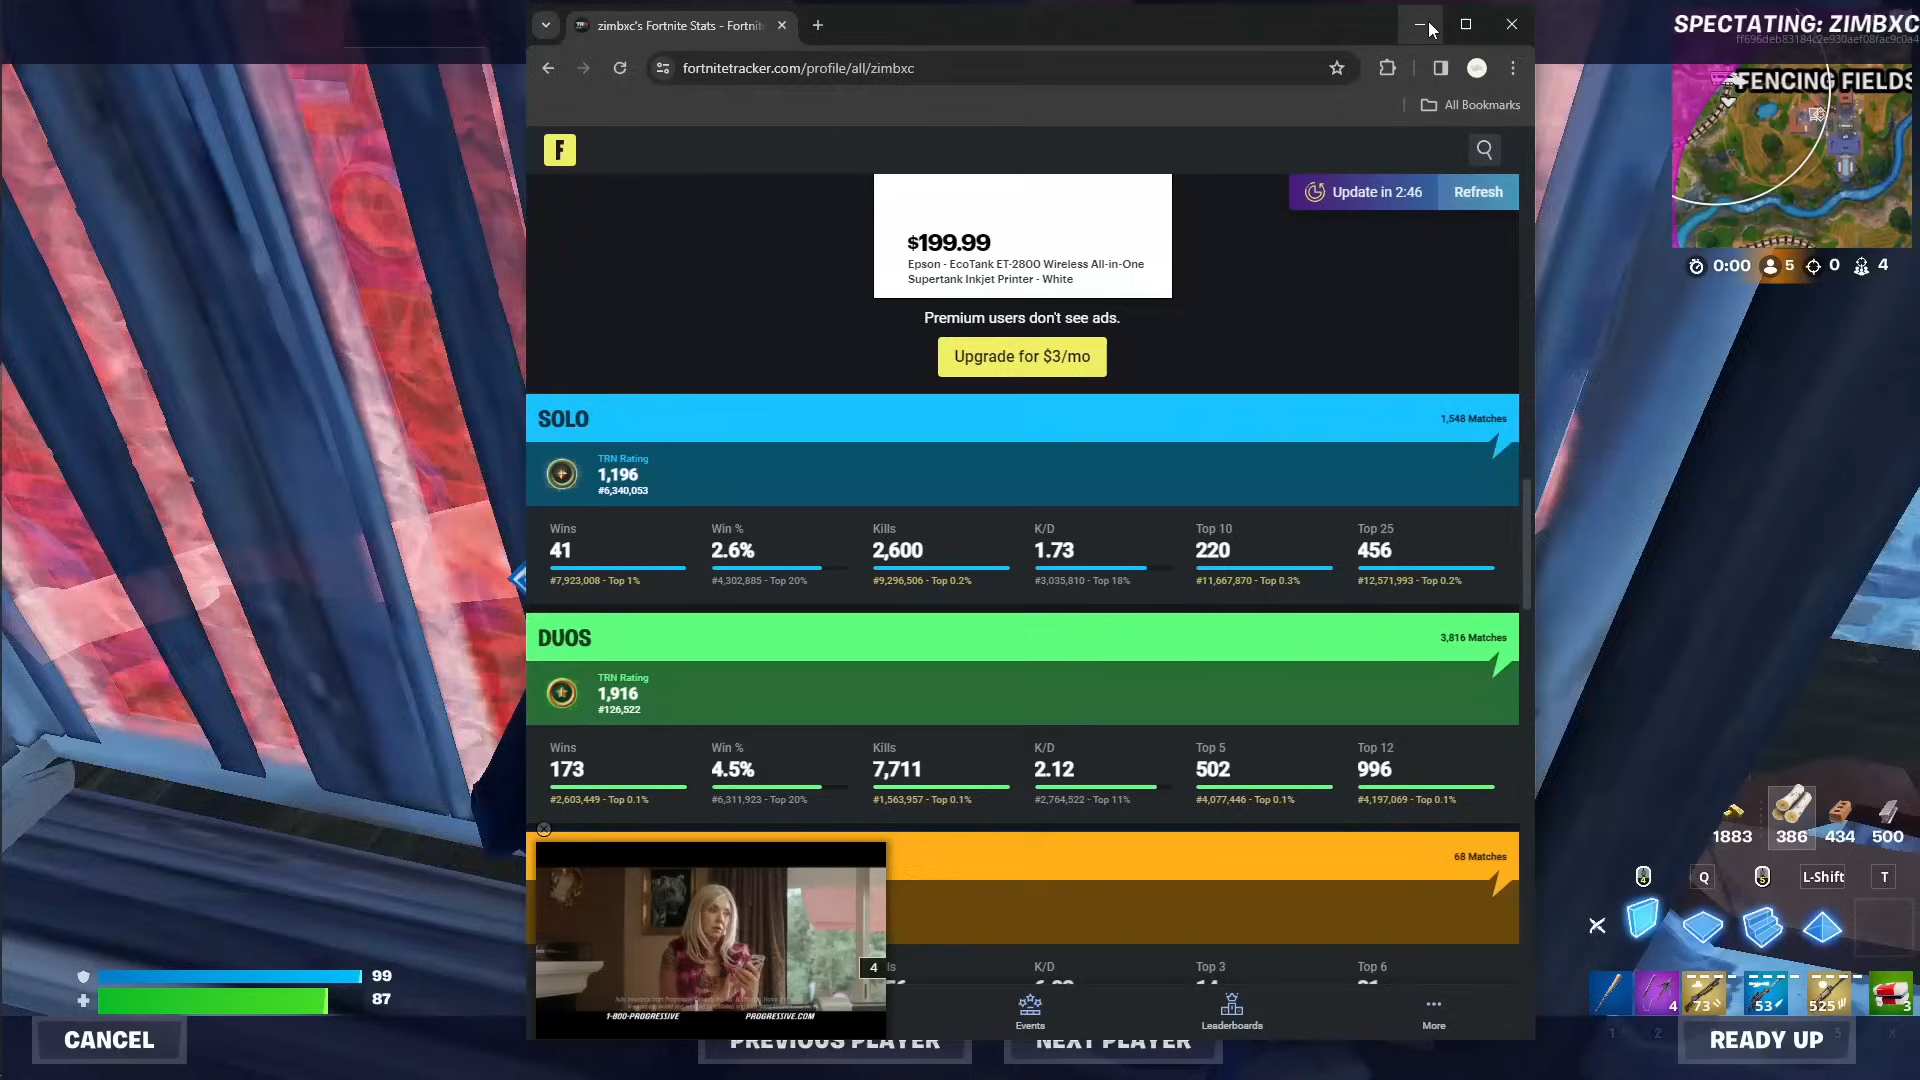 zimbxc's Fortnite Stats - Fortnit
SPECTATING: ZIMBXC
fortnitetracker.com/profile/all/zimbxc
All Bookmarks
FENCING FIELDS
F
Update in 2:46
Refresh
$199.99
Epson - EcoTank ET-2800 Wireless All-in-One
Supertank Inkjet Printer - White
0:00 5 0 4
Premium users don't see ads.
Upgrade for $3/mo
SOLO
1,548 Matches
TRN Rating
1,196
#6,340,053
Wins Win % Kills K/D Top 10 Top 25
41 2.6% 2,600 1.73 220 456
#7,923,008 - Top 1% #4,302,885 - Top 20% #9,296,506 - Top 0.2% #3,035,810 - Top 18% #11,667,870 - Top 0.3% #12,571,993 - Top 0.2%
DUOS
3,816 Matches
TRN Rating
1,916
#126,522
Wins Win % Kills K/D Top 5 Top 12
173 4.5% 7,711 2.12 502 996
#2,603,449 - Top 0.1% #6,311,923 - Top 20% #1,563,957 - Top 0.1% #2,764,522 - Top 11% #4,077,446 - Top 0.1% #4,197,069 - Top 0.1%
1883 386 434 500
68 Matches
4 Q 5 L-Shift T
4
K/D Top 3 Top 6
99
87
4 73 53 525 3
1-800-PROGRESSIVE PROGRESSIVE.COM
Events Leaderboards More
CANCEL
PREVIOUS PLAYER
NEXT PLAYER
READY UP